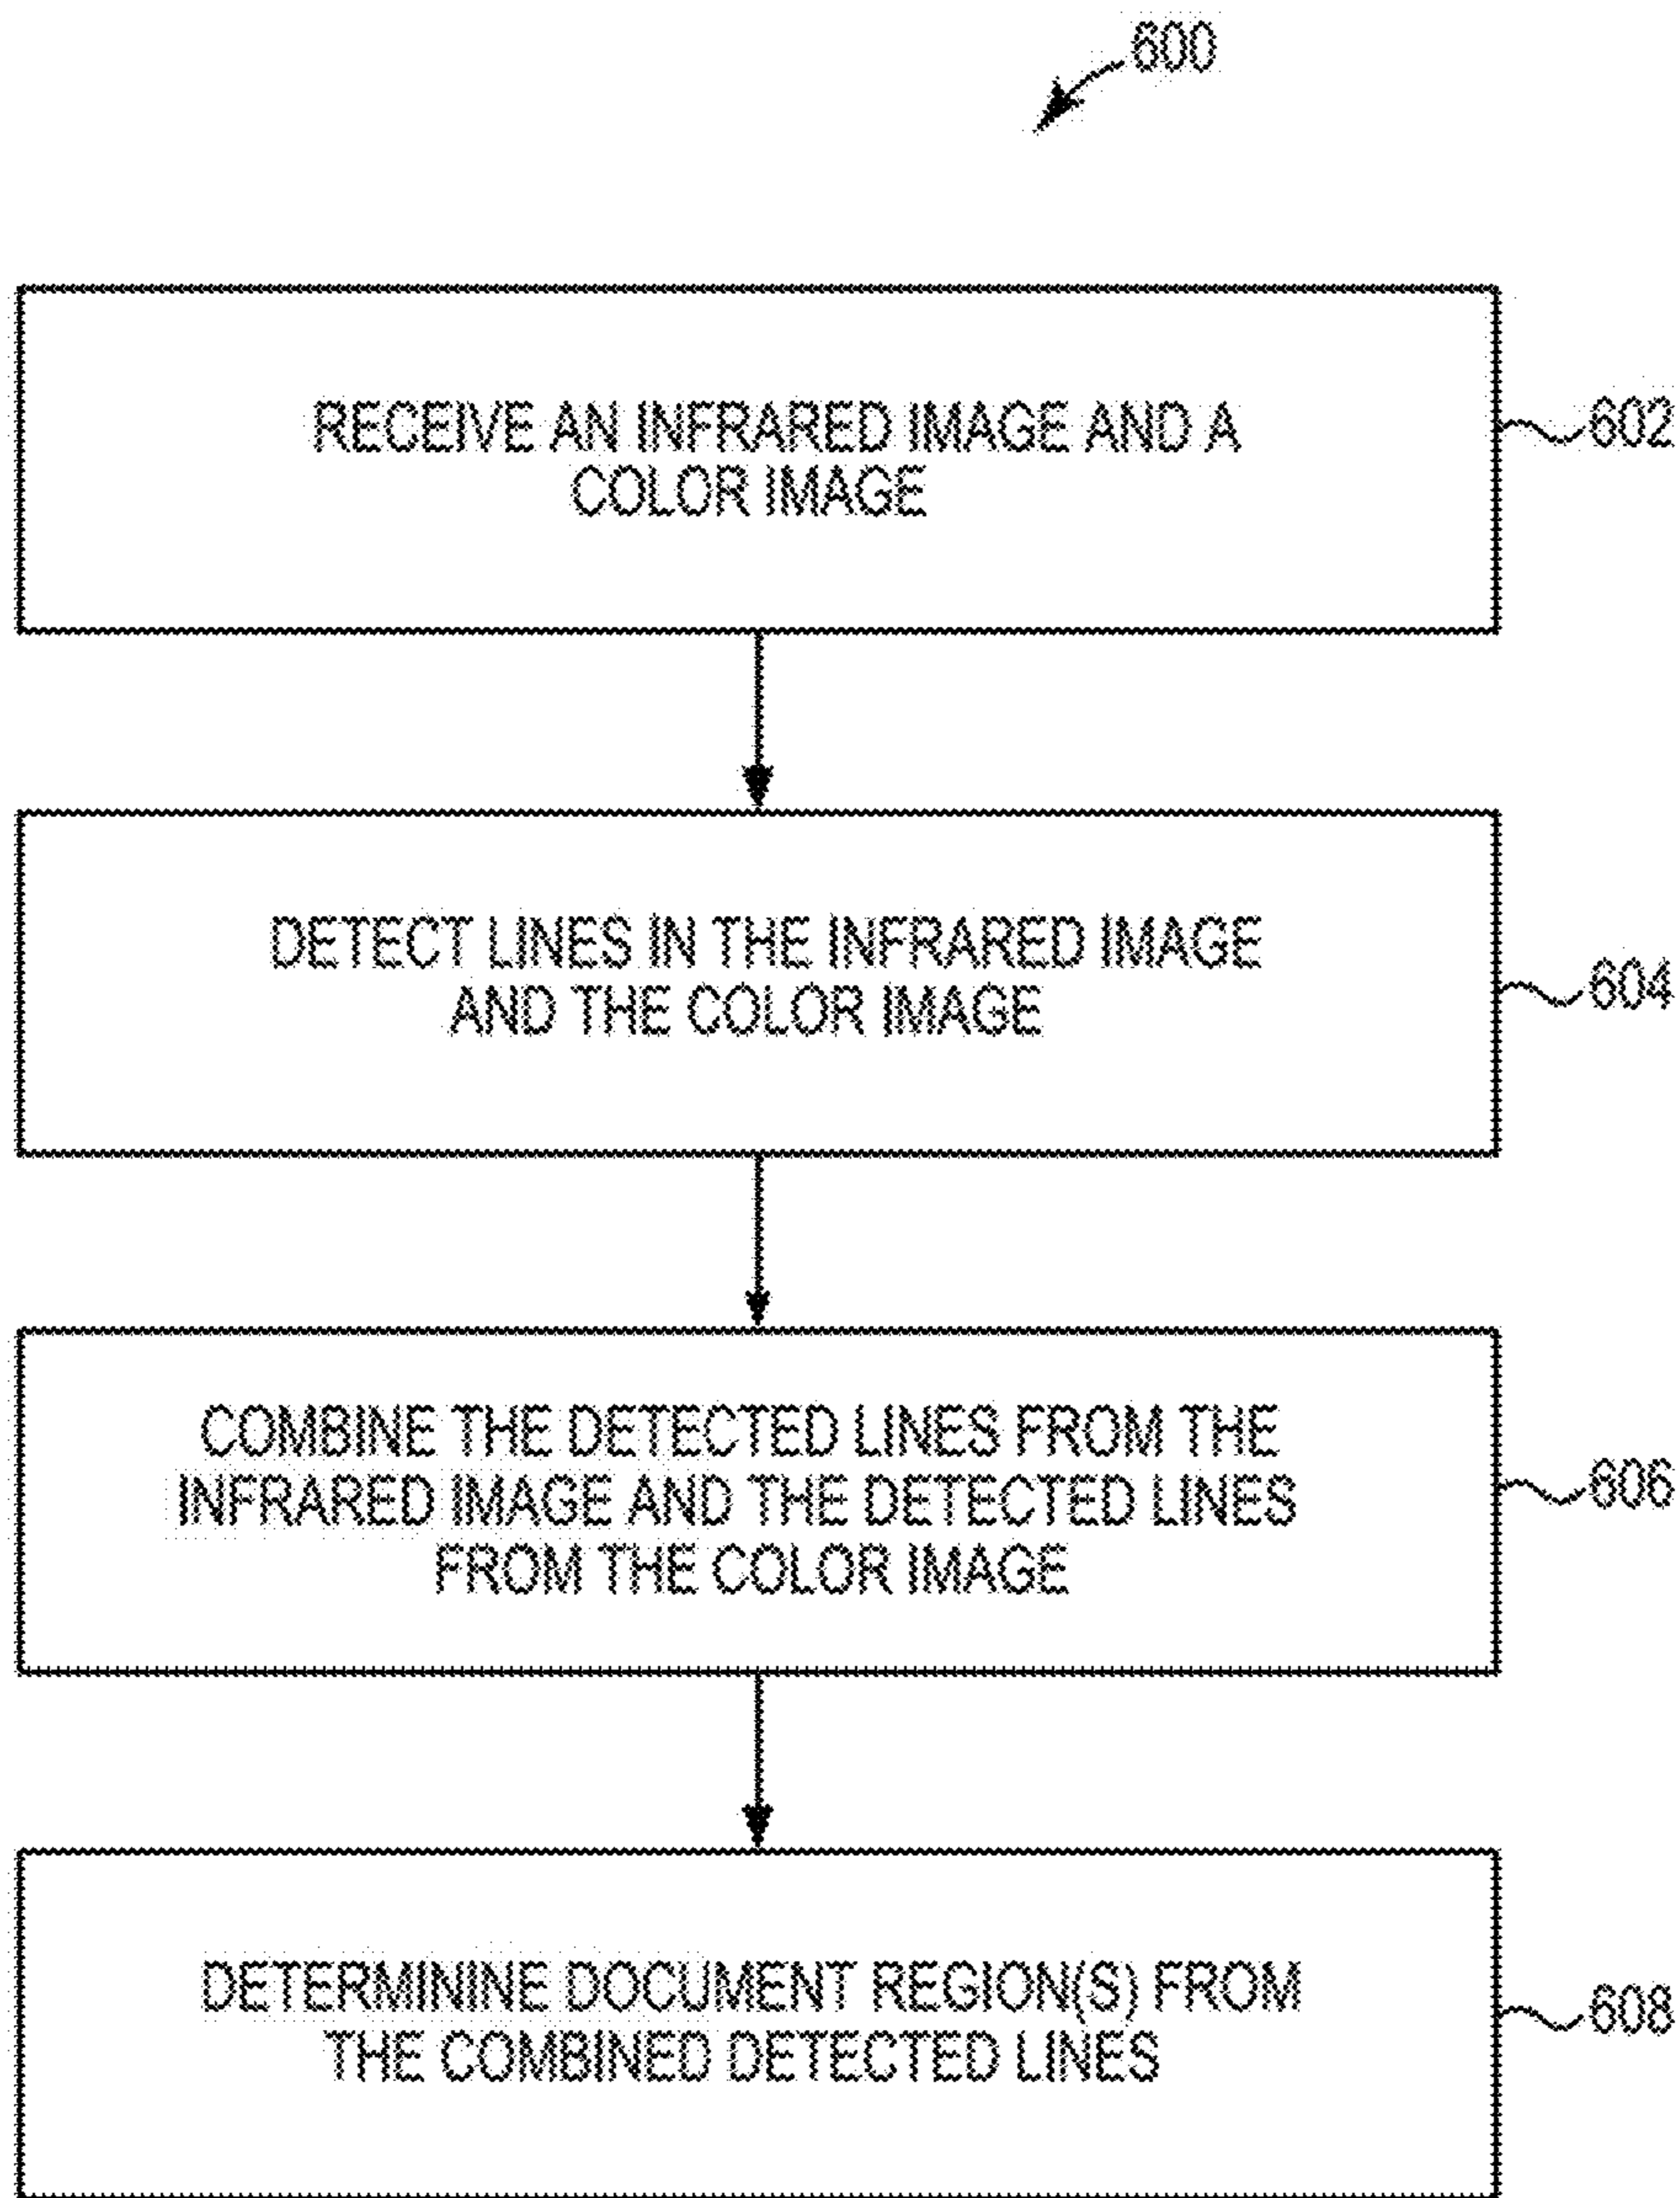 600
RECEIVE AN INFRARED IMAGE AND A
COLOR IMAGE
602
DETECT LINES IN THE INFRARED IMAGE
AND THE COLOR IMAGE
604
COMBINE THE DETECTED LINES FROM THE
INFRARED IMAGE AND THE DETECTED LINES
FROM THE COLOR IMAGE
606
DETERMININE DOCUMENT REGION(S) FROM
THE COMBINED DETECTED LINES
608